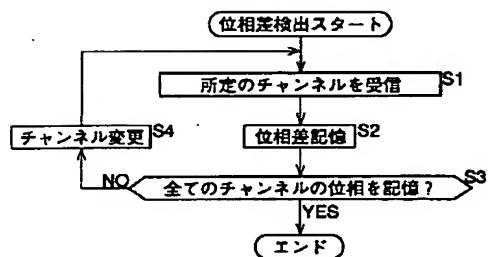 位相差検出スタート
所定のチャンネルを受信 S1
位相差記憶 S2
チャンネル変更 S4
全てのチャンネルの位相を記憶? S3
NO
YES
エンド